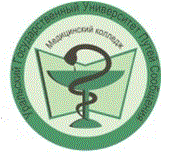 Уральский Государственный Университет Путей Сообщения
Медицинский колледж